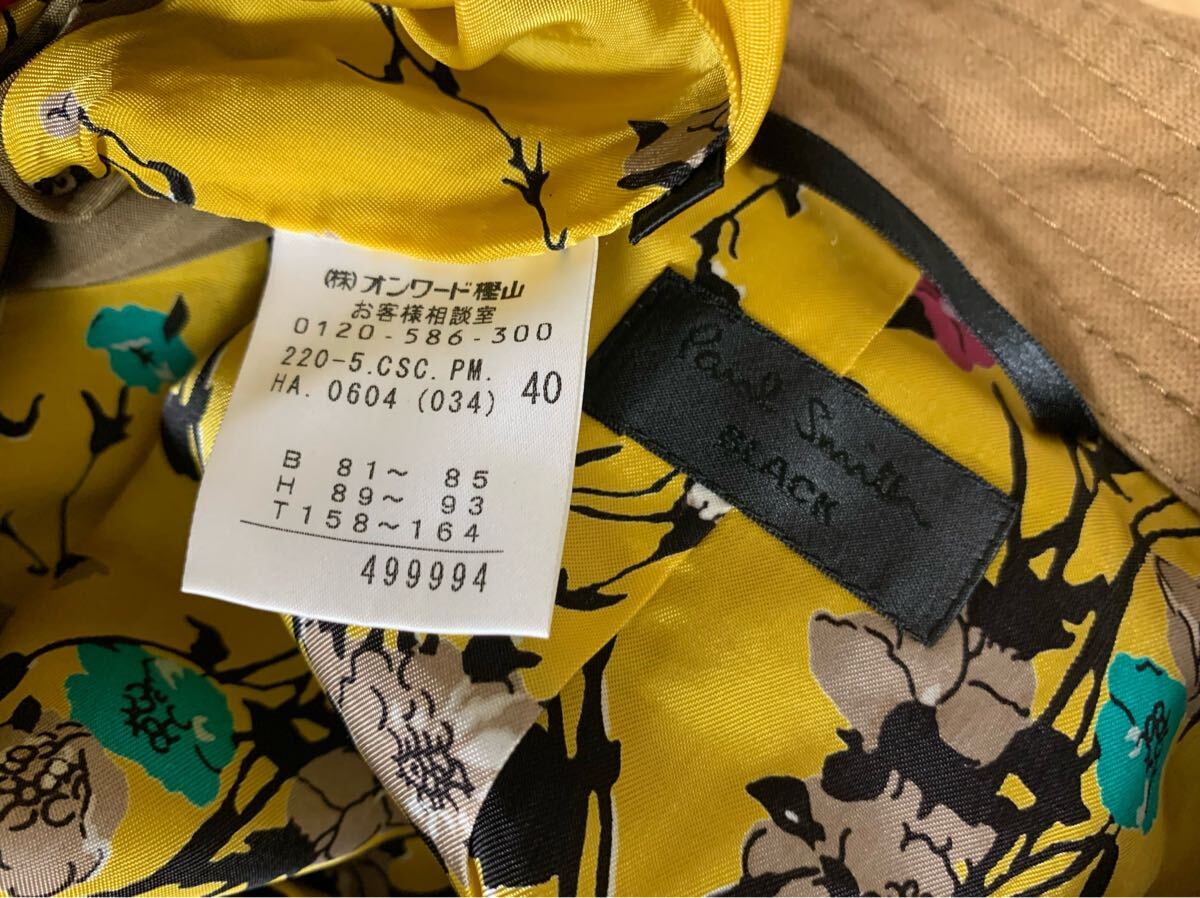 (株)オンワード樫山
お客様相談室
0120-586-300
220-5.CSC. PM.
HA. 0604 (034) 40
B 81～ 85
H 89～ 93
T158～164
499994
Paul Smith
BLACK